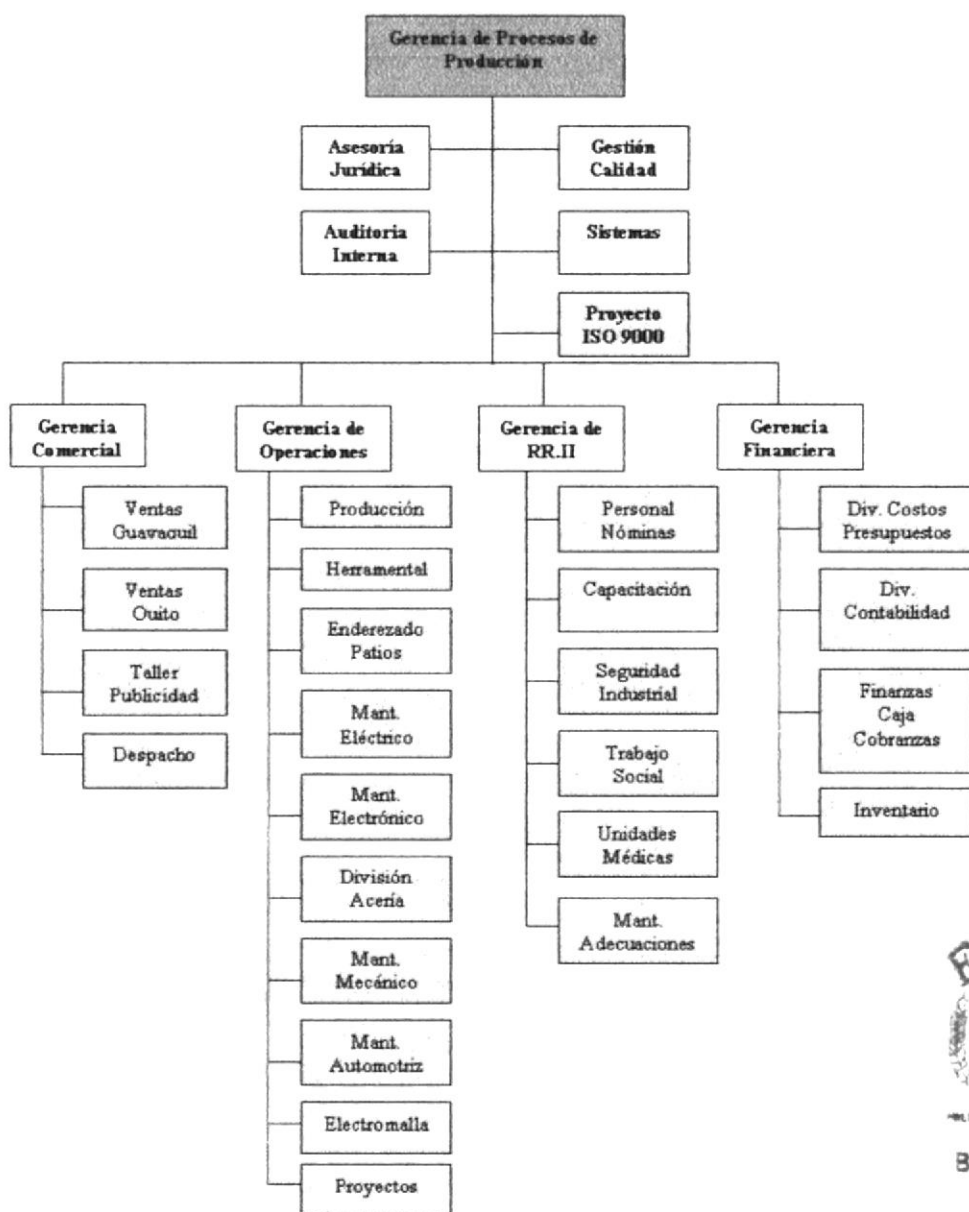 Gerencia de Procesos de
Producción
Asesoría
Jurídica
Gestión
Calidad
Auditoria
Interna
Sistemas
Proyecto
ISO 9000
Gerencia
Comercial
Gerencia de
Operaciones
Gerencia de
RR.II
Gerencia
Financiera
Ventas
Guayaquil
Ventas
Quito
Taller
Publicidad
Despacho
Producción
Herramental
Enderezado
Patios
Mant.
Eléctrico
Mant.
Electrónico
División
Acería
Mant.
Mecánico
Mant.
Automotriz
Electromalla
Proyectos
Personal
Nóminas
Capacitación
Seguridad
Industrial
Trabajo
Social
Unidades
Médicas
Mant.
Adecuaciones
Div. Costos
Presupuestos
Div.
Contabilidad
Finanzas
Caja
Cobranzas
Inventario